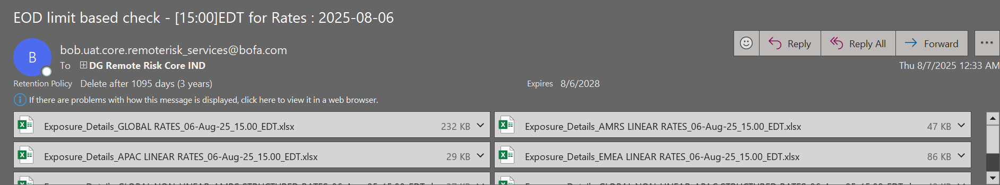 EOD limit based check - [15:00]EDT for Rates : 2025-08-06
B
bob.uat.core.remoterisk_services@bofa.com
Reply
Reply All
Forward
To DG Remote Risk Core IND
Thu 8/7/2025 12:33 AM
Retention Policy Delete after 1095 days (3 years)
Expires 8/6/2028
If there are problems with how this message is displayed, click here to view it in a web browser.
Exposure_Details_GLOBAL RATES_06-Aug-25_15.00_EDT.xlsx 232 KB
Exposure_Details_AMRS LINEAR RATES_06-Aug-25_15.00_EDT.xlsx 47 KB
Exposure_Details_APAC LINEAR RATES_06-Aug-25_15.00_EDT.xlsx 29 KB
Exposure_Details_EMEA LINEAR RATES_06-Aug-25_15.00_EDT.xlsx 86 KB